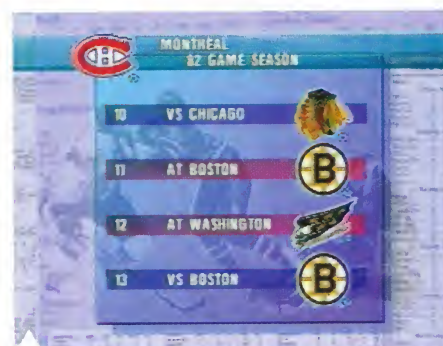 MONTREAL
82 GAME SEASON
10 VS CHICAGO
B
11 AT BOSTON
12 AT WASHINGTON
B
13 VS BOSTON